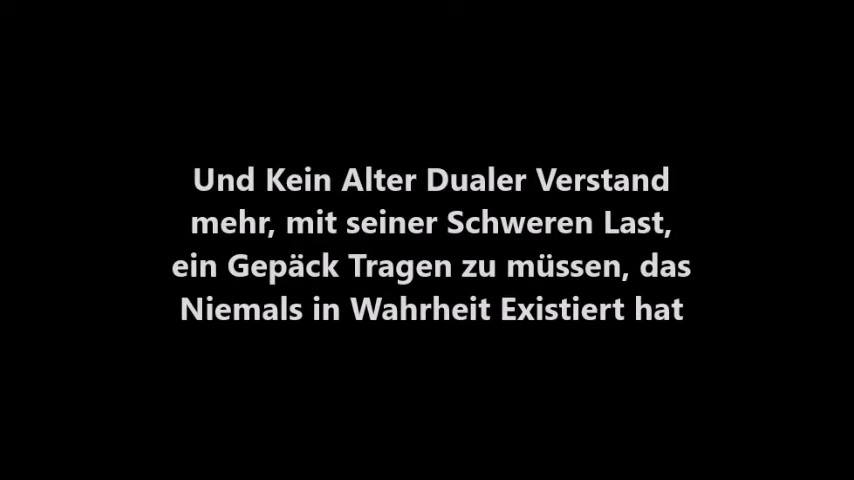 Und Kein Alter Dualer Verstand
mehr, mit seiner Schweren Last,
ein Gepäck Tragen zu müssen, das
Niemals in Wahrheit Existiert hat